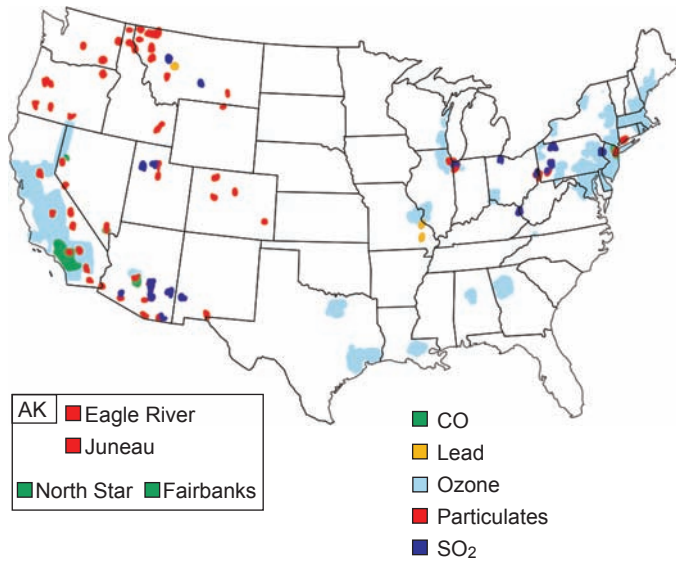 AK
Eagle River
Juneau
North Star Fairbanks
CO
Lead
Ozone
Particulates
SO₂